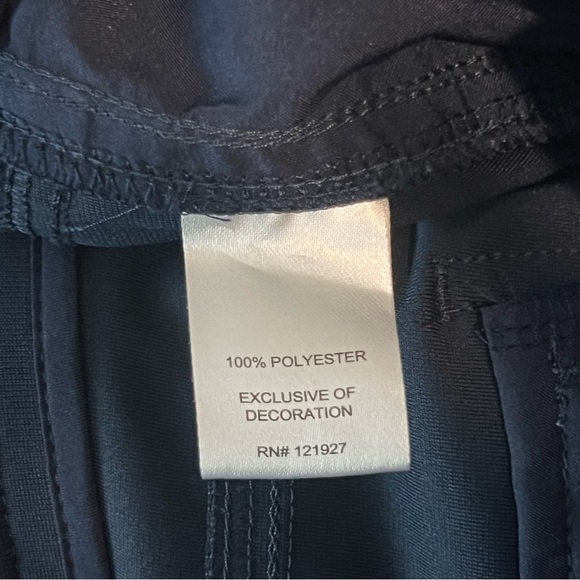 100% POLYESTER
EXCLUSIVE OF
DECORATION
RN# 121927